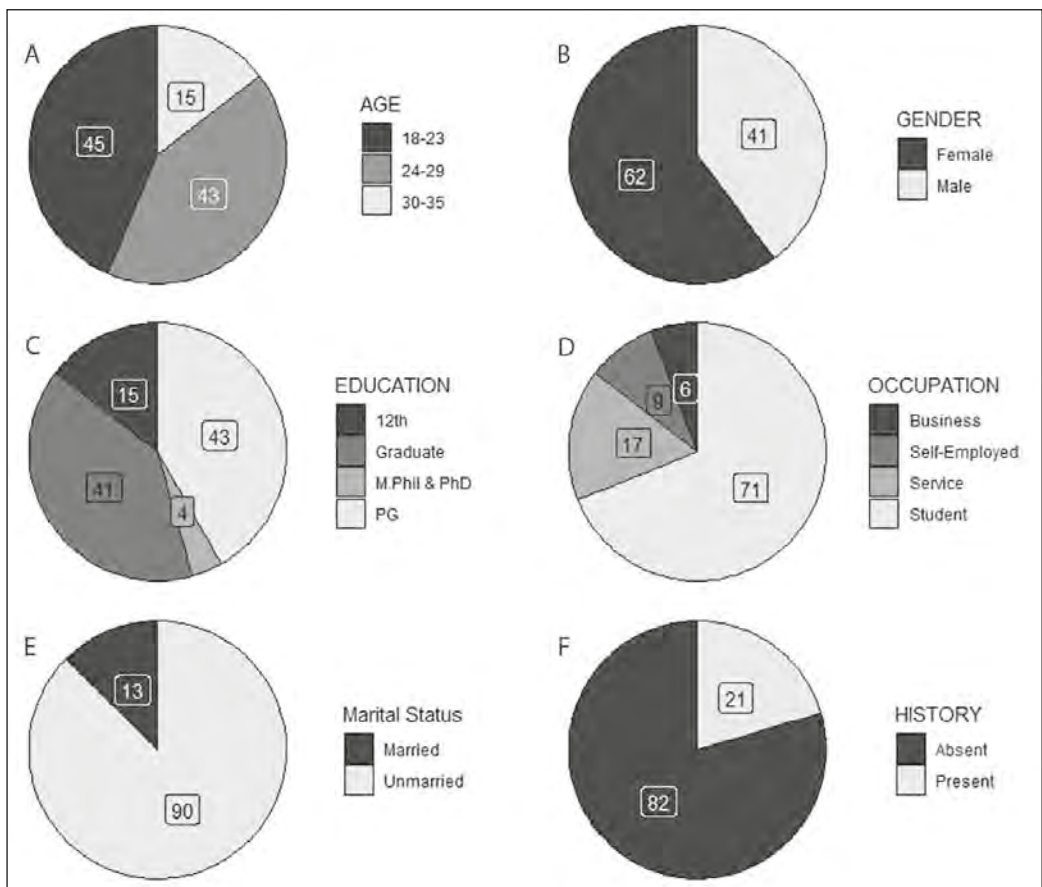 A
15
45
43
AGE
18-23
24-29
30-35
B
41
62
GENDER
Female
Male
C
15
43
41
4
EDUCATION
12th
Graduate
M.Phil & PhD
PG
D
6
9
17
71
OCCUPATION
Business
Self-Employed
Service
Student
E
13
90
Marital Status
Married
Unmarried
F
21
82
HISTORY
Absent
Present